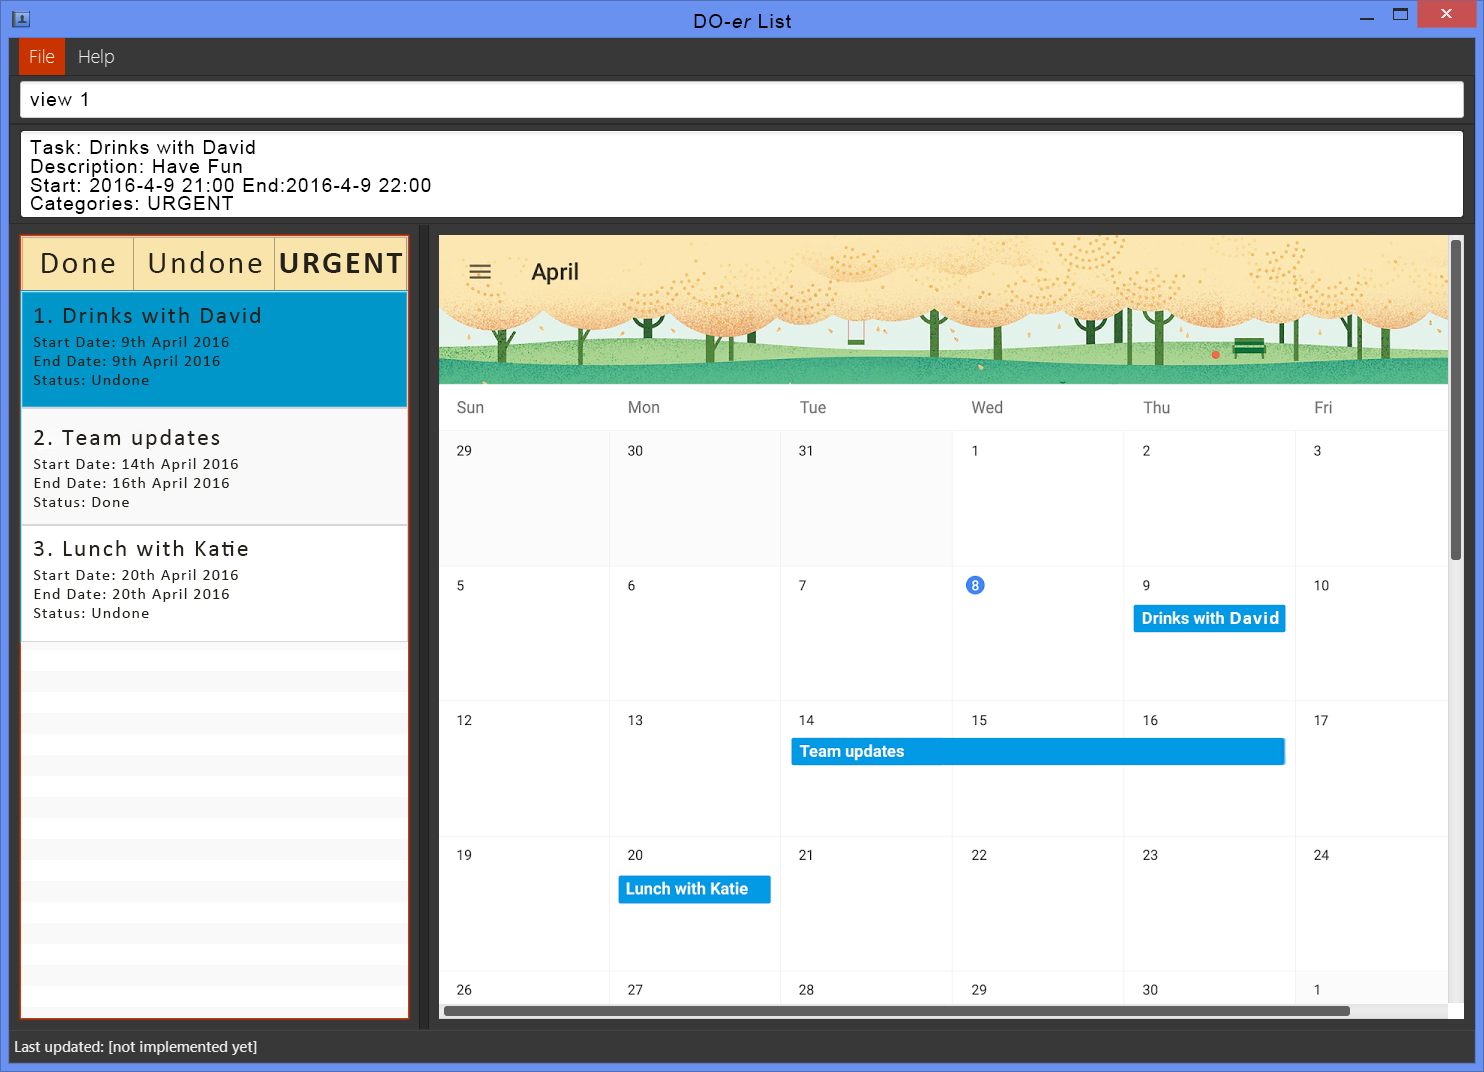 DO-er List
File Help
view 1
Task: Drinks with David
Description: Have Fun
Start: 2016-4-9 21:00 End:2016-4-9 22:00
Categories: URGENT
Done Undone URGENT
1. Drinks with David
Start Date: 9th April 2016
End Date: 9th April 2016
Status: Undone
2. Team updates
Start Date: 14th April 2016
End Date: 16th April 2016
Status: Done
3. Lunch with Katie
Start Date: 20th April 2016
End Date: 20th April 2016
Status: Undone
April
Sun Mon Tue Wed Thu Fri
29 30 31 1 2 3
5 6 7 8 9 10
Drinks with David
12 13 14 15 16 17
Team updates
19 20 21 22 23 24
Lunch with Katie
26 27 28 29 30 1
Last updated: [not implemented yet]